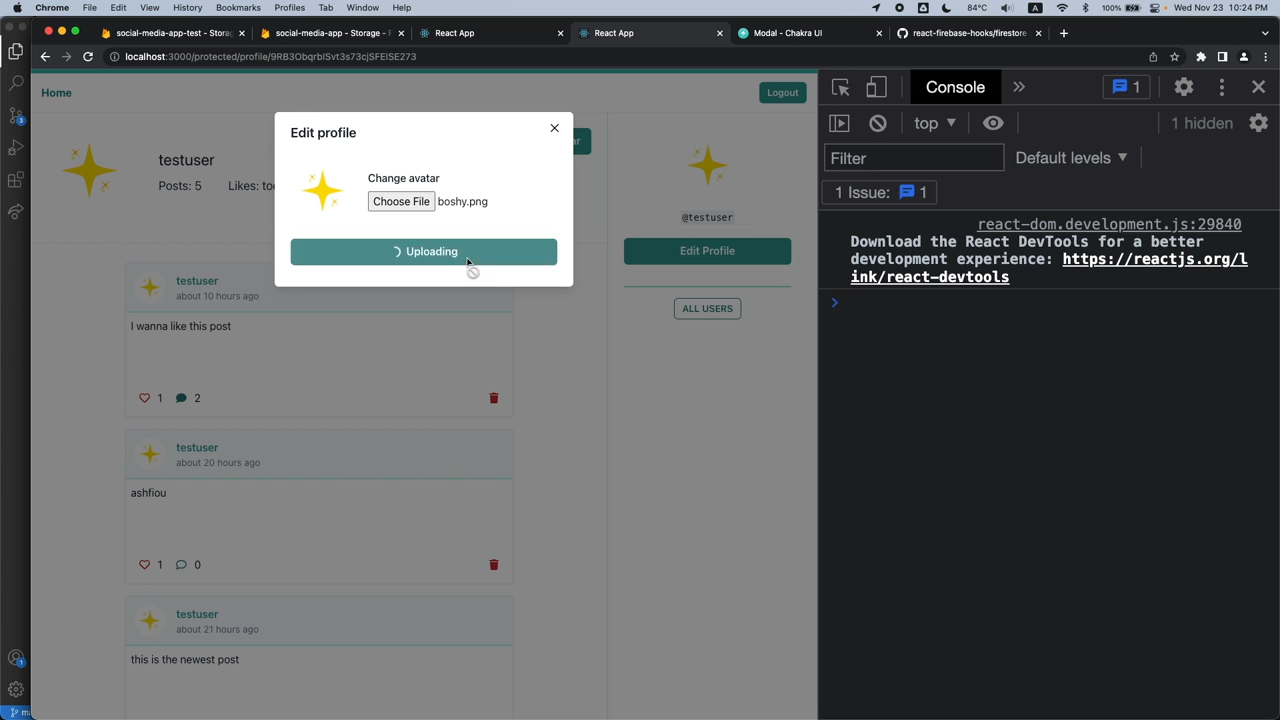 Chrome File Edit View History Bookmarks Profiles Tab Window Help 84°C A 100% Wed Nov 23 10:24 PM
social-media-app-test - Storag social-media-app - Storage - F React App React App Modal - Chakra UI react-firebase-hooks/firestore
localhost:3000/protected/profile/9RB3ObqrbISvt3s73cjSFEISE273
Home
Logout
Console
1
top
1 hidden
Filter
Default levels
1 Issue: 1
react-dom.development.js:29840
Download the React DevTools for a better
development experience: https://reactjs.org/l
ink/react-devtools
testuser
Posts: 5 Likes: to
ar
Edit profile
Change avatar
Choose File boshy.png
Uploading
@testuser
Edit Profile
ALL USERS
testuser
about 10 hours ago
I wanna like this post
1 2
testuser
about 20 hours ago
ashfiou
1 0
testuser
about 21 hours ago
this is the newest post
3
1